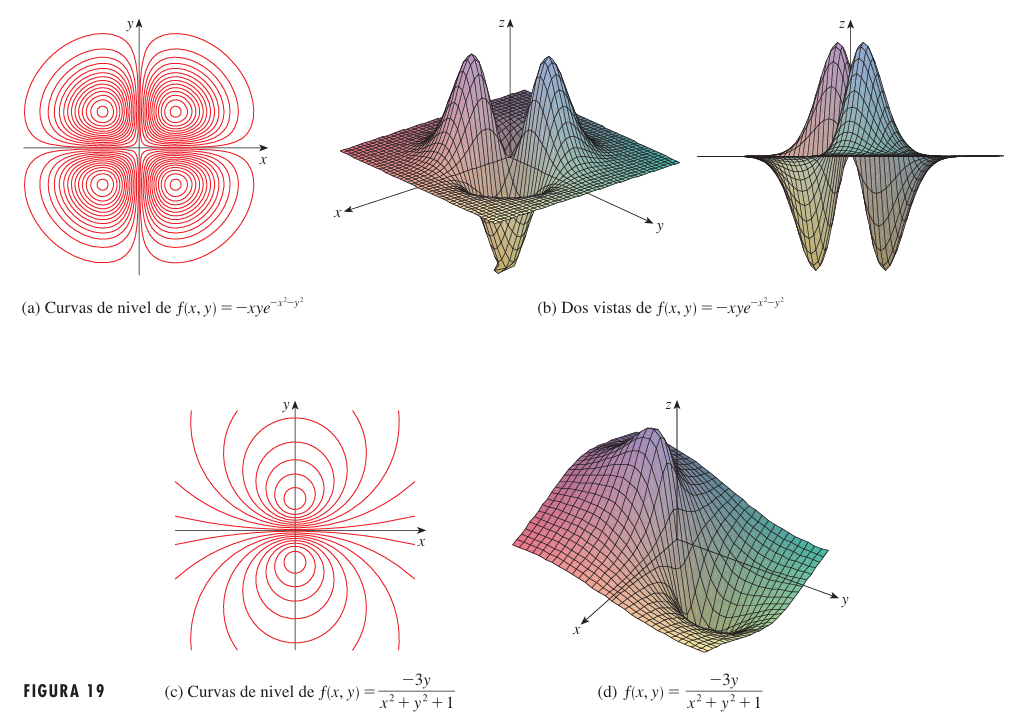 y
x
z
x
y
z
(a) Curvas de nivel de f(x, y) = −xye^{−x²−y²}
(b) Dos vistas de f(x, y) = −xye^{−x²−y²}
y
x
z
x
y
FIGURA 19
(c) Curvas de nivel de f(x, y) = −3y / (x² + y² + 1)
(d) f(x, y) = −3y / (x² + y² + 1)